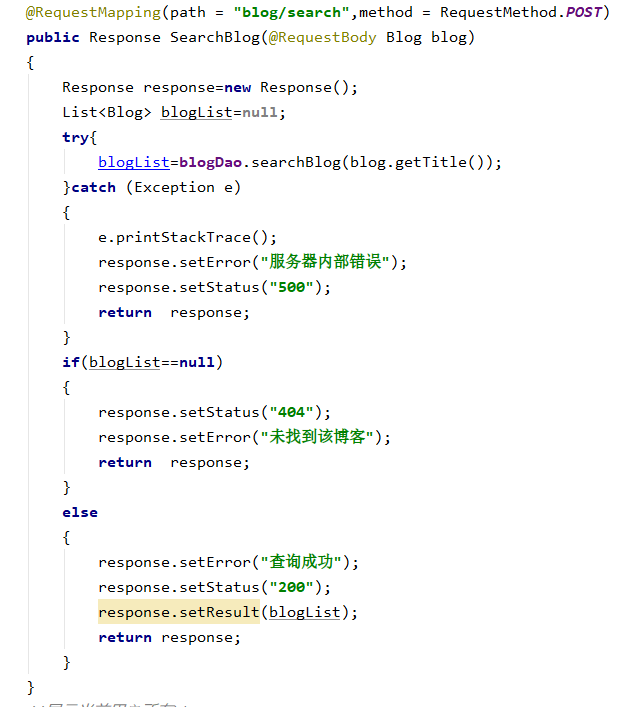 @RequestMapping(path = "blog/search",method = RequestMethod.POST)
public Response SearchBlog(@RequestBody Blog blog)
{
Response response=new Response();
List<Blog> blogList=null;
try{
blogList=blogDao.searchBlog(blog.getTitle());
}catch (Exception e)
{
e.printStackTrace();
response.setError("服务器内部错误");
response.setStatus("500");
return  response;
}
if(blogList==null)
{
response.setStatus("404");
response.setError("未找到该博客");
return  response;
}
else
{
response.setError("查询成功");
response.setStatus("200");
response.setResult(blogList);
return response;
}
}